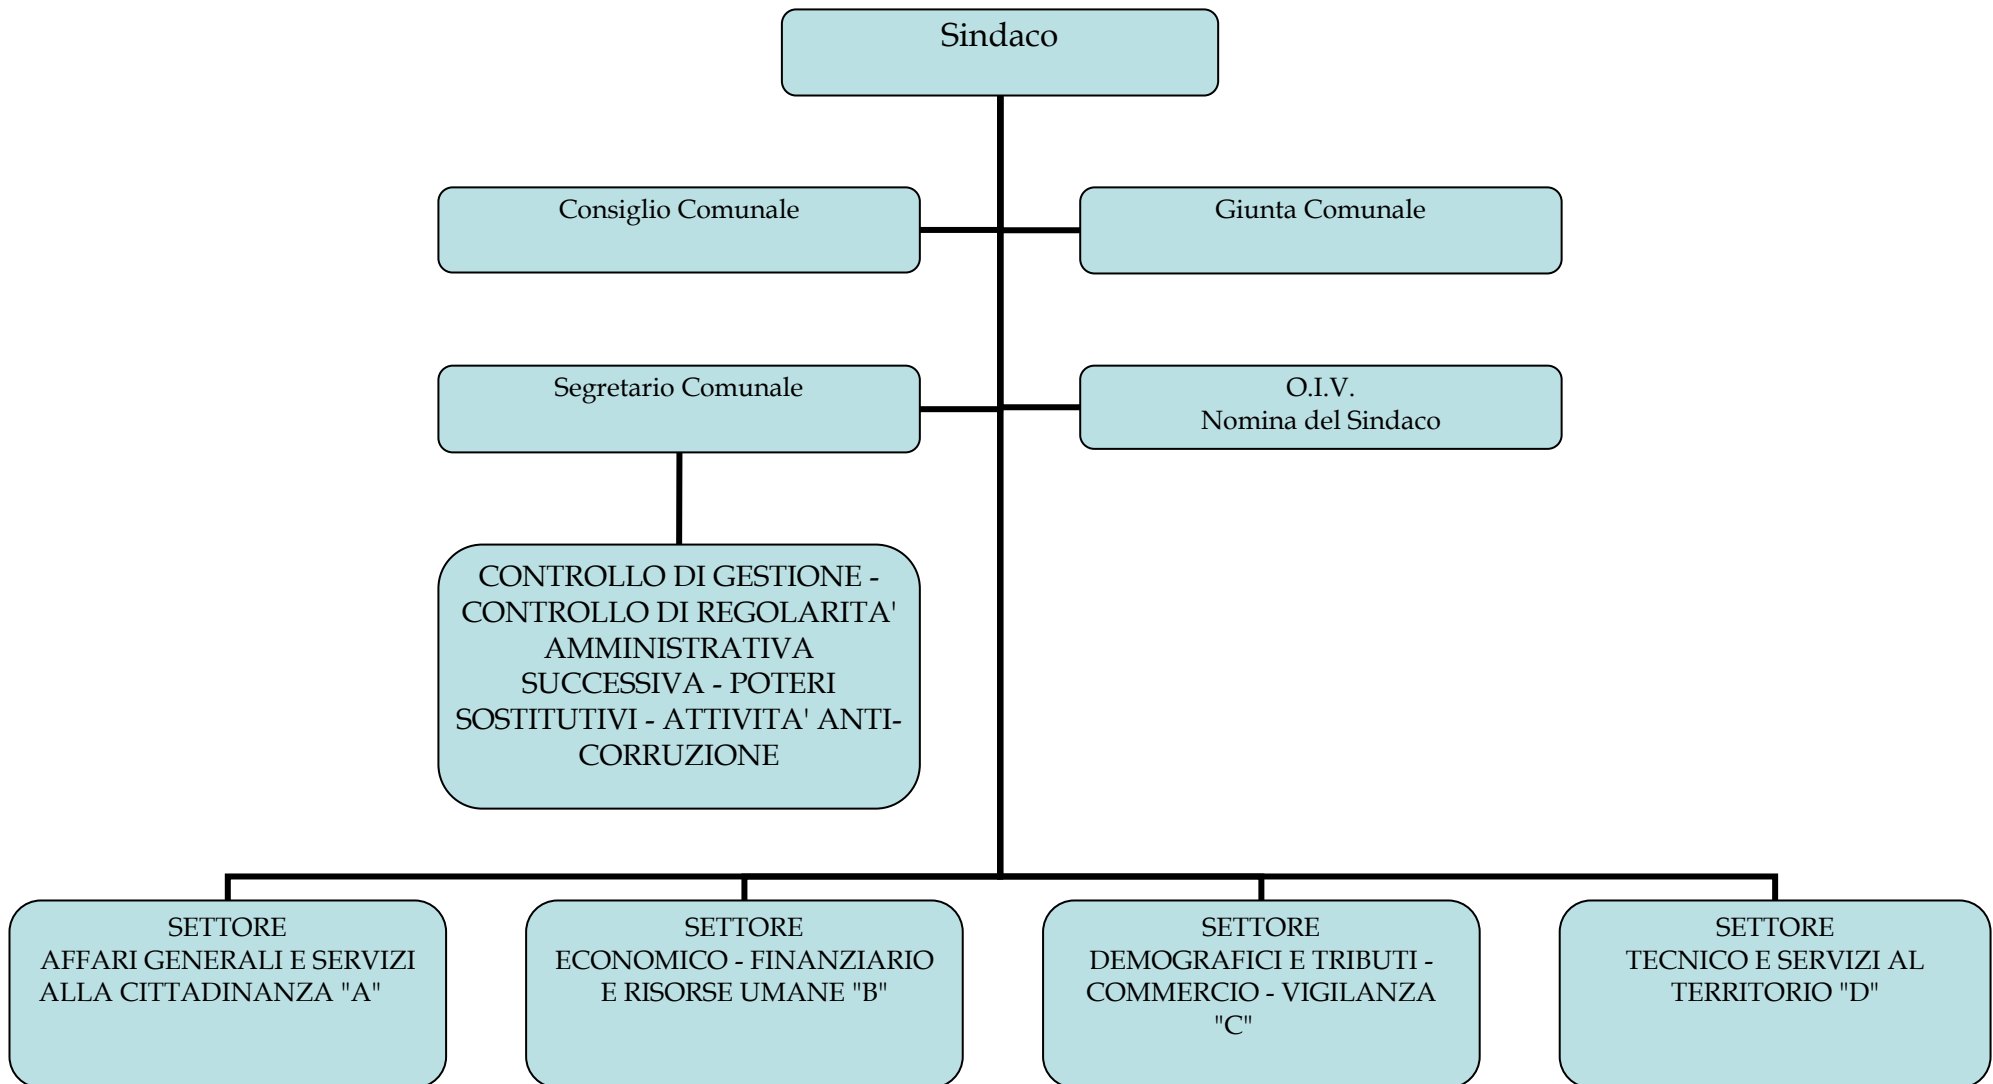 Sindaco
Consiglio Comunale
Giunta Comunale
Segretario Comunale
O.I.V.
Nomina del Sindaco
CONTROLLO DI GESTIONE -
CONTROLLO DI REGOLARITA'
AMMINISTRATIVA
SUCCESSIVA - POTERI
SOSTITUTIVI - ATTIVITA' ANTI-
CORRUZIONE
SETTORE
AFFARI GENERALI E SERVIZI
ALLA CITTADINANZA "A"
SETTORE
ECONOMICO - FINANZIARIO
E RISORSE UMANE "B"
SETTORE
DEMOGRAFICI E TRIBUTI -
COMMERCIO - VIGILANZA
"C"
SETTORE
TECNICO E SERVIZI AL
TERRITORIO "D"